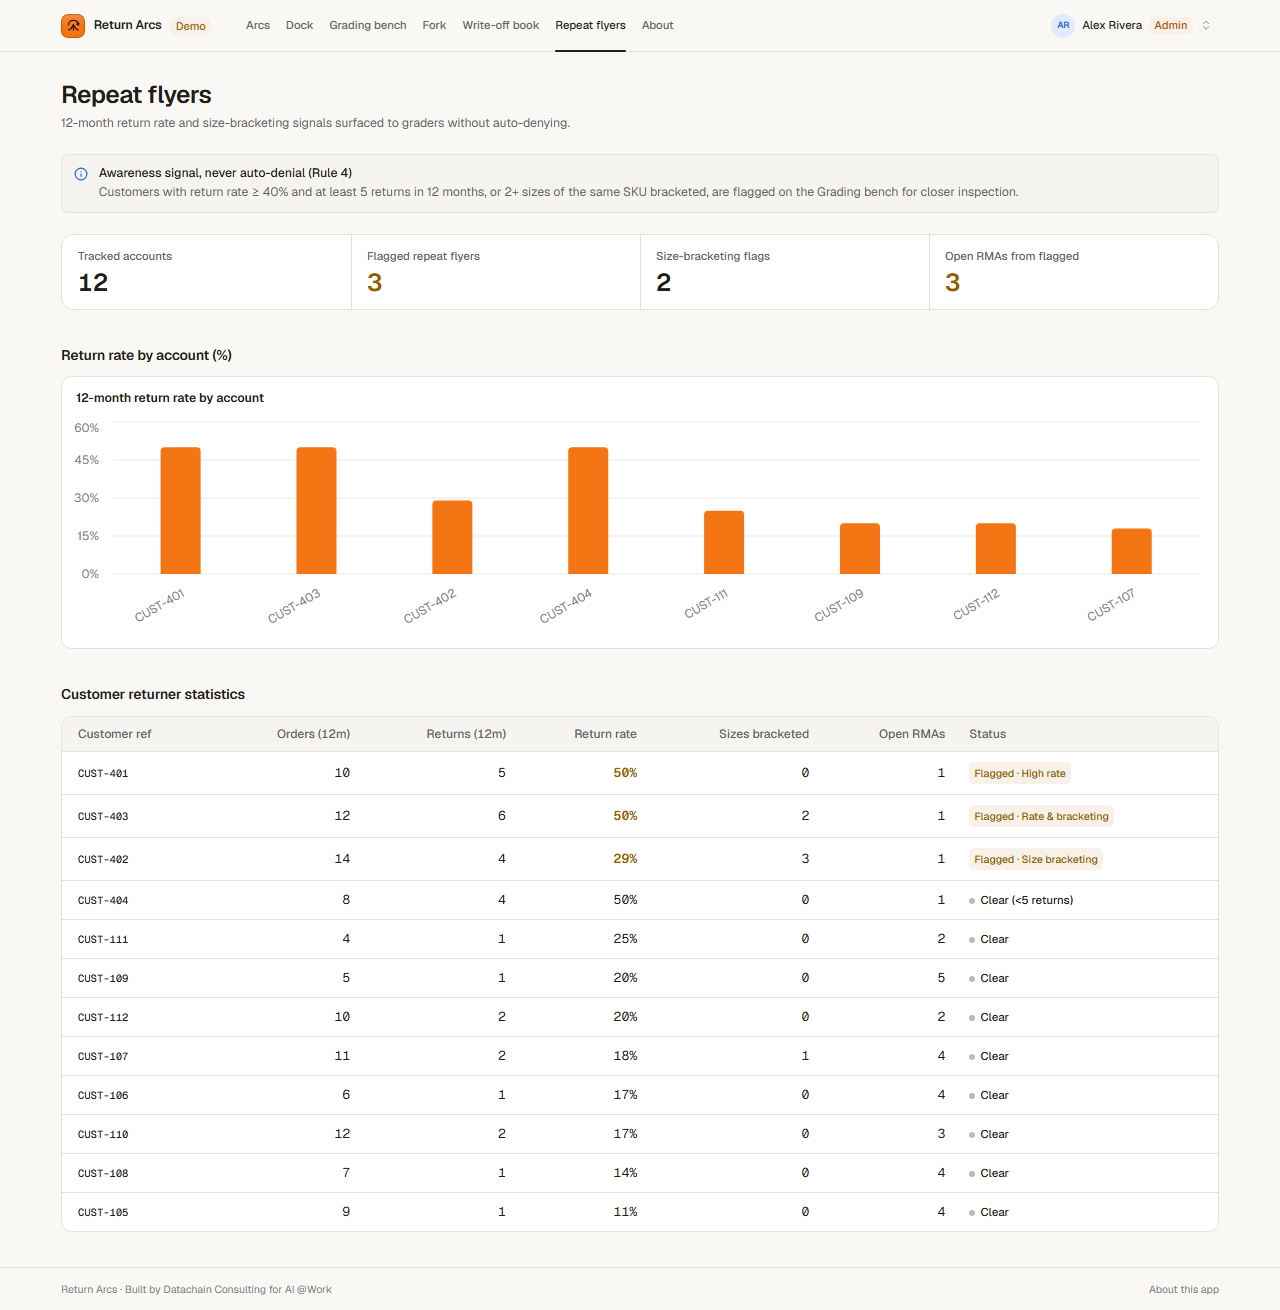 Return Arcs Demo Arcs Dock Grading bench Fork Write-off book Repeat flyers About AR Alex Rivera Admin
Repeat flyers
12-month return rate and size-bracketing signals surfaced to graders without auto-denying.
Awareness signal, never auto-denial (Rule 4)
Customers with return rate ≥ 40% and at least 5 returns in 12 months, or 2+ sizes of the same SKU bracketed, are flagged on the Grading bench for closer inspection.
Tracked accounts Flagged repeat flyers Size-bracketing flags Open RMAs from flagged
12 3 2 3
Return rate by account (%)
12-month return rate by account
60%
45%
30%
15%
0%
CUST-401 CUST-403 CUST-402 CUST-404 CUST-111 CUST-109 CUST-112 CUST-107
Customer returner statistics
Customer ref Orders (12m) Returns (12m) Return rate Sizes bracketed Open RMAs Status
CUST-401 10 5 50% 0 1 Flagged · High rate
CUST-403 12 6 50% 2 1 Flagged · Rate & bracketing
CUST-402 14 4 29% 3 1 Flagged · Size bracketing
CUST-404 8 4 50% 0 1 Clear (<5 returns)
CUST-111 4 1 25% 0 2 Clear
CUST-109 5 1 20% 0 5 Clear
CUST-112 10 2 20% 0 2 Clear
CUST-107 11 2 18% 1 4 Clear
CUST-106 6 1 17% 0 4 Clear
CUST-110 12 2 17% 0 3 Clear
CUST-108 7 1 14% 0 4 Clear
CUST-105 9 1 11% 0 4 Clear
Return Arcs · Built by Datachain Consulting for AI @Work About this app